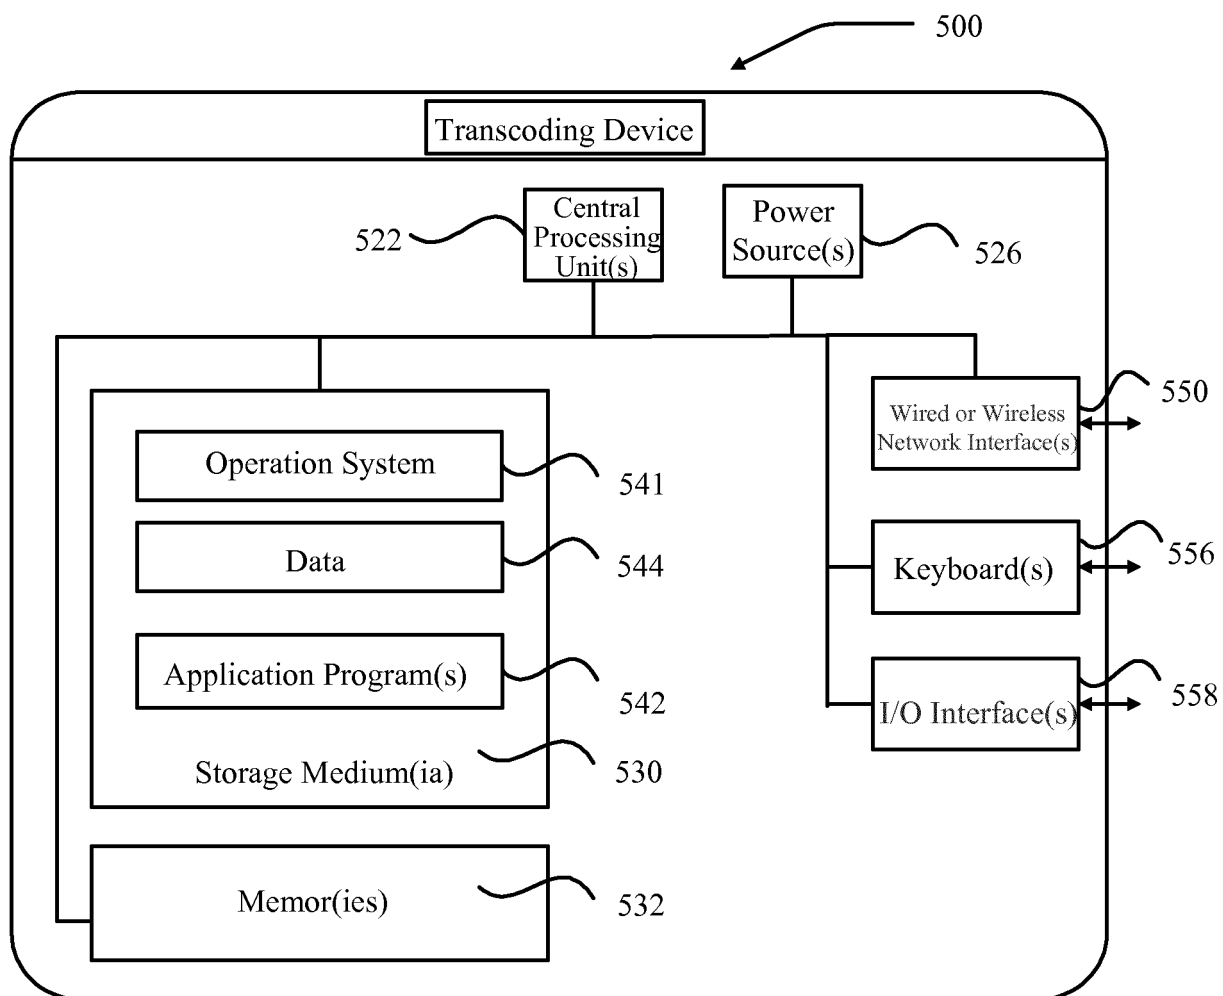 500
Transcoding Device
Central
Processing
Unit(s)
522
Power
Source(s)
526
Wired or Wireless
Network Interface(s)
550
Operation System
541
Data
544
Keyboard(s)
556
Application Program(s)
542
I/O Interface(s)
558
Storage Medium(ia)
530
Memor(ies)
532